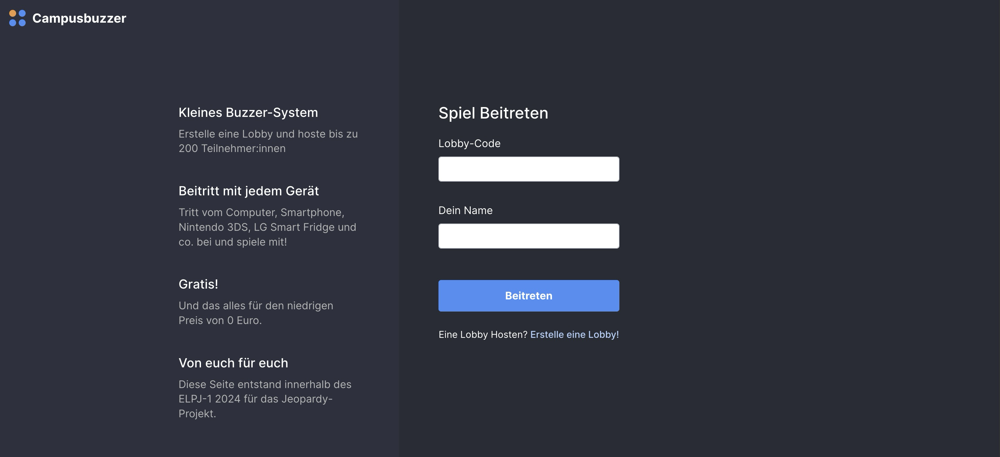 Campusbuzzer
Kleines Buzzer-System
Erstelle eine Lobby und hoste bis zu
200 Teilnehmer:innen
Beitritt mit jedem Gerät
Tritt vom Computer, Smartphone,
Nintendo 3DS, LG Smart Fridge und
co. bei und spiele mit!
Gratis!
Und das alles für den niedrigen
Preis von 0 Euro.
Von euch für euch
Diese Seite entstand innerhalb des
ELPJ-1 2024 für das Jeopardy-
Projekt.
Spiel Beitreten
Lobby-Code
Dein Name
Beitreten
Eine Lobby Hosten? Erstelle eine Lobby!